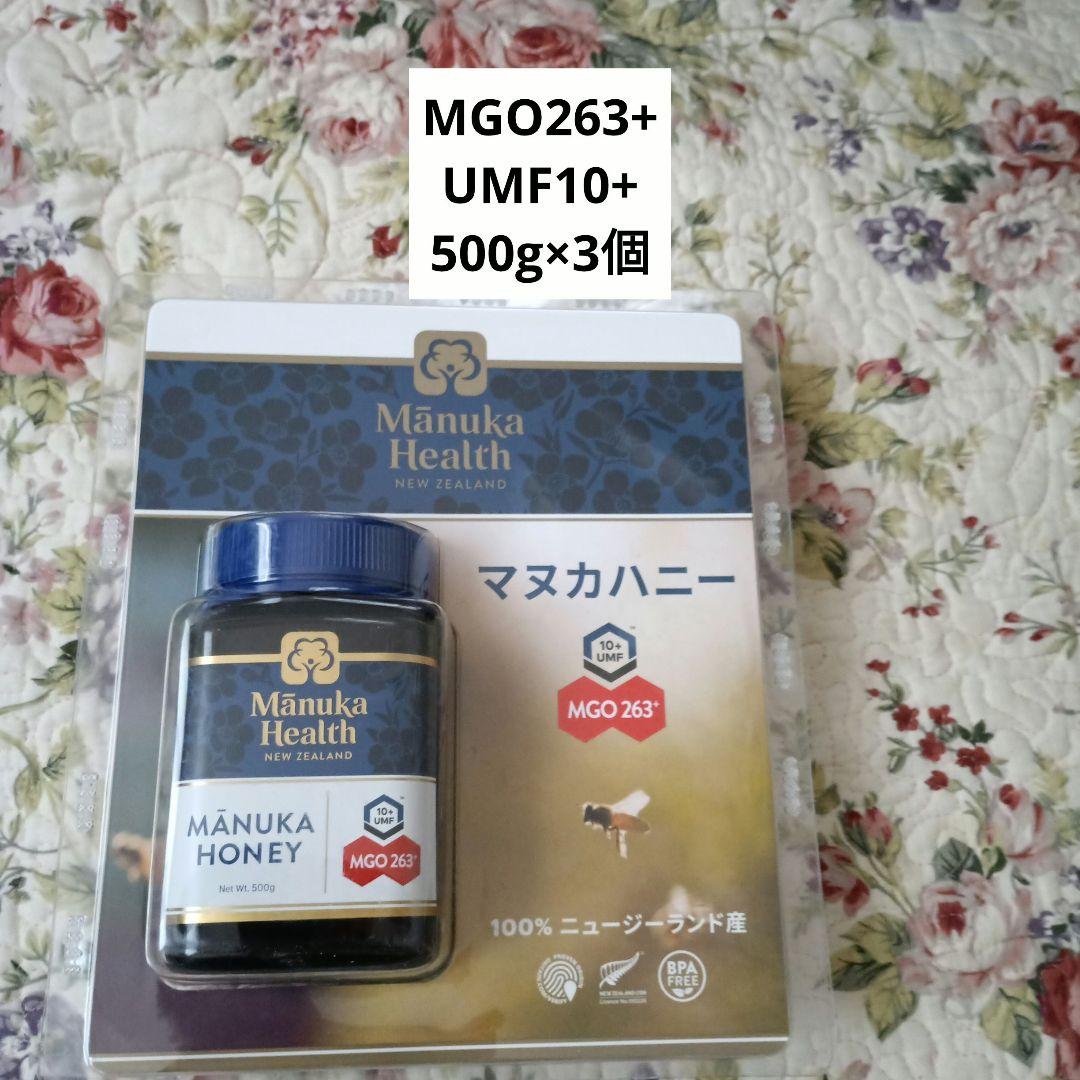 MGO263+
UMF10+
500g×3個
Mānuka
Health
NEW ZEALAND
マヌカハニー
10+
UMF
MGO 263+
Mānuka
Health
NEW ZEALAND
MĀNUKA
HONEY
Net Wt. 500g
10+
UMF
MGO 263+
100% ニュージーランド産
BPA
FREE